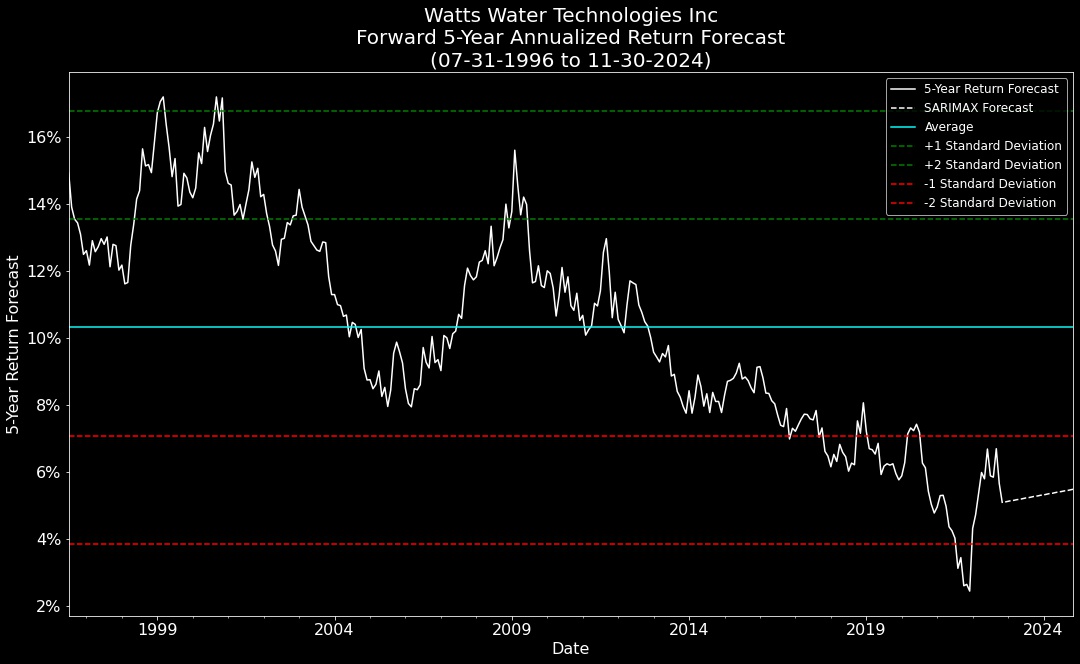 Watts Water Technologies Inc
Forward 5-Year Annualized Return Forecast
(07-31-1996 to 11-30-2024)
5-Year Return Forecast
SARIMAX Forecast
Average
+1 Standard Deviation
+2 Standard Deviation
-1 Standard Deviation
-2 Standard Deviation
16%
14%
12%
10%
8%
6%
4%
2%
5-Year Return Forecast
1999
2004
2009
2014
2019
2024
Date